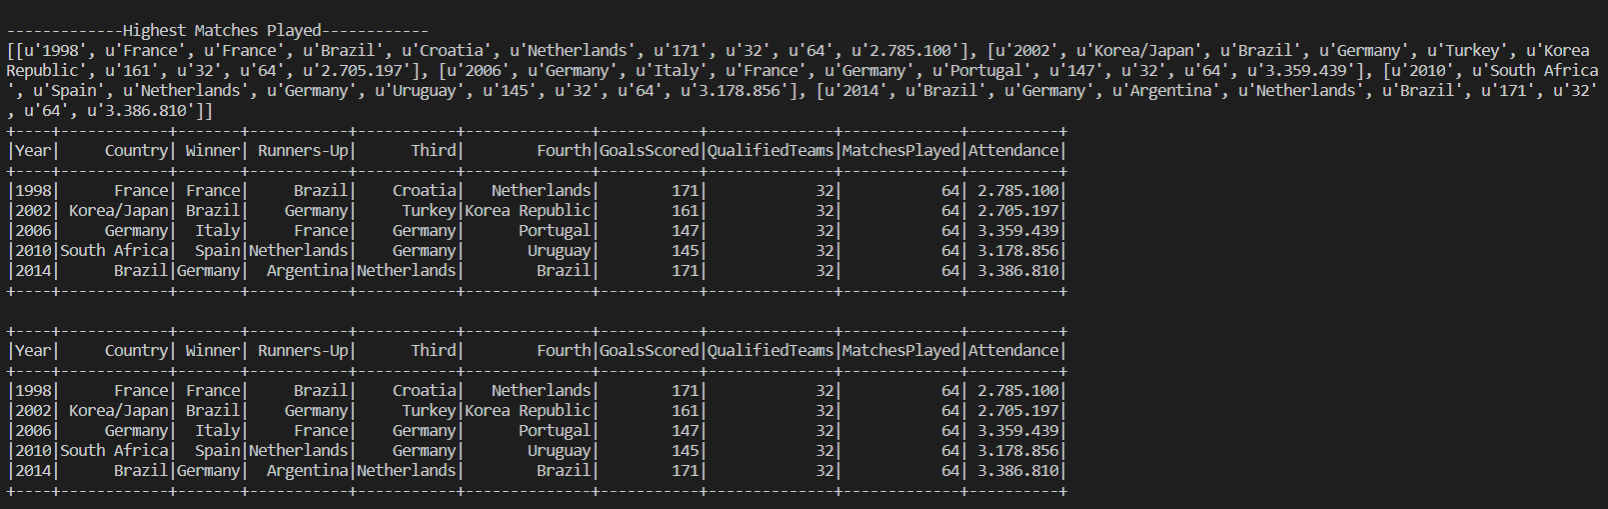 -------------Highest Matches Played------------
[[u'1998', u'France', u'France', u'Brazil', u'Croatia', u'Netherlands', u'171', u'32', u'64', u'2.785.100'], [u'2002', u'Korea/Japan', u'Brazil', u'Germany', u'Turkey', u'Korea
Republic', u'161', u'32', u'64', u'2.705.197'], [u'2006', u'Germany', u'Italy', u'France', u'Germany', u'Portugal', u'147', u'32', u'64', u'3.359.439'], [u'2010', u'South Africa
', u'Spain', u'Netherlands', u'Germany', u'Uruguay', u'145', u'32', u'64', u'3.178.856'], [u'2014', u'Brazil', u'Germany', u'Argentina', u'Netherlands', u'Brazil', u'171', u'32'
, u'64', u'3.386.810']]
+----+------------+-------+-----------+-----------+--------------+-----------+--------------+-------------+----------+
|Year|     Country| Winner| Runners-Up|      Third|        Fourth|GoalsScored|QualifiedTeams|MatchesPlayed|Attendance|
+----+------------+-------+-----------+-----------+--------------+-----------+--------------+-------------+----------+
|1998|      France| France|     Brazil|    Croatia|   Netherlands|        171|            32|           64| 2.785.100|
|2002| Korea/Japan| Brazil|    Germany|     Turkey|Korea Republic|        161|            32|           64| 2.705.197|
|2006|     Germany|  Italy|     France|    Germany|      Portugal|        147|            32|           64| 3.359.439|
|2010|South Africa|  Spain|Netherlands|    Germany|       Uruguay|        145|            32|           64| 3.178.856|
|2014|      Brazil|Germany|  Argentina|Netherlands|        Brazil|        171|            32|           64| 3.386.810|
+----+------------+-------+-----------+-----------+--------------+-----------+--------------+-------------+----------+
+----+------------+-------+-----------+-----------+--------------+-----------+--------------+-------------+----------+
|Year|     Country| Winner| Runners-Up|      Third|        Fourth|GoalsScored|QualifiedTeams|MatchesPlayed|Attendance|
+----+------------+-------+-----------+-----------+--------------+-----------+--------------+-------------+----------+
|1998|      France| France|     Brazil|    Croatia|   Netherlands|        171|            32|           64| 2.785.100|
|2002| Korea/Japan| Brazil|    Germany|     Turkey|Korea Republic|        161|            32|           64| 2.705.197|
|2006|     Germany|  Italy|     France|    Germany|      Portugal|        147|            32|           64| 3.359.439|
|2010|South Africa|  Spain|Netherlands|    Germany|       Uruguay|        145|            32|           64| 3.178.856|
|2014|      Brazil|Germany|  Argentina|Netherlands|        Brazil|        171|            32|           64| 3.386.810|
+----+------------+-------+-----------+-----------+--------------+-----------+--------------+-------------+----------+